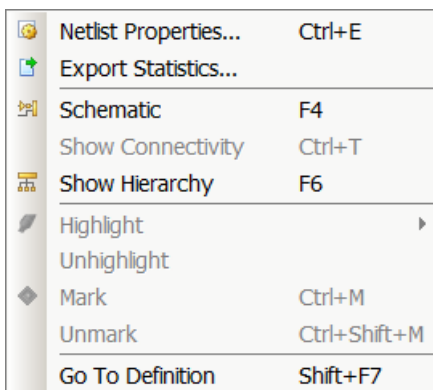 Netlist Properties... Ctrl+E
Export Statistics...
Schematic F4
Show Connectivity Ctrl+T
Show Hierarchy F6
Highlight
Unhighlight
Mark Ctrl+M
Unmark Ctrl+Shift+M
Go To Definition Shift+F7